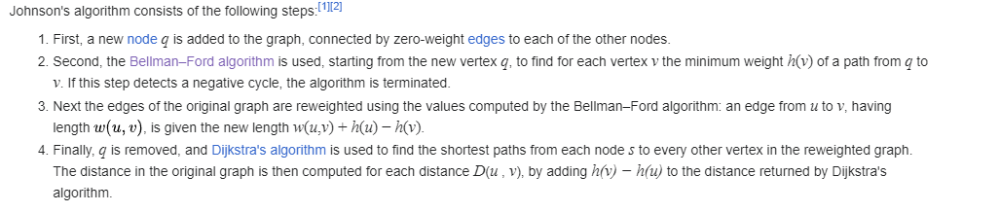 Johnson's algorithm consists of the following steps:[1][2]
1. First, a new node q is added to the graph, connected by zero-weight edges to each of the other nodes.
2. Second, the Bellman–Ford algorithm is used, starting from the new vertex q, to find for each vertex v the minimum weight h(v) of a path from q to
v. If this step detects a negative cycle, the algorithm is terminated.
3. Next the edges of the original graph are reweighted using the values computed by the Bellman–Ford algorithm: an edge from u to v, having
length w(u, v), is given the new length w(u,v) + h(u) − h(v).
4. Finally, q is removed, and Dijkstra's algorithm is used to find the shortest paths from each node s to every other vertex in the reweighted graph.
The distance in the original graph is then computed for each distance D(u , v), by adding h(v) − h(u) to the distance returned by Dijkstra's
algorithm.